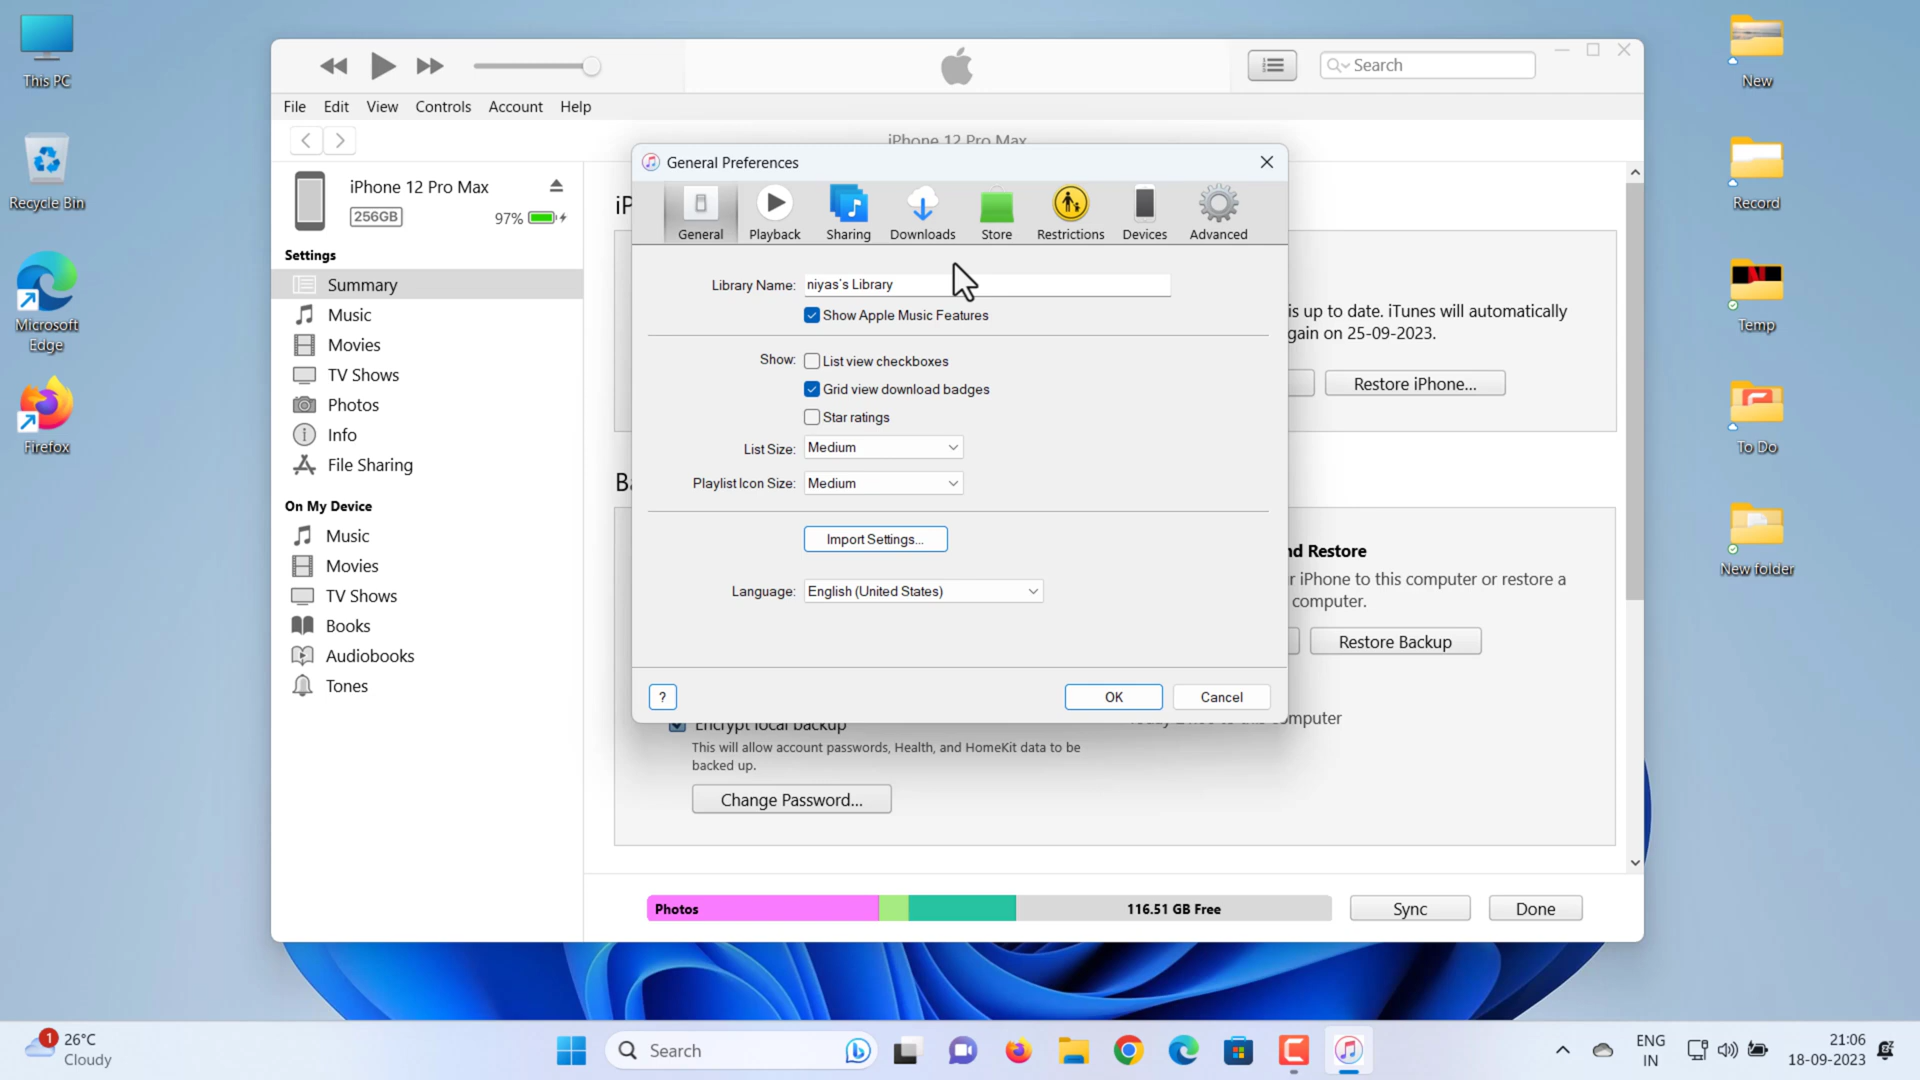 This PC
Recycle Bin
Microsoft
Edge
Firefox
New
Record
Temp
To Do
New folder
Search
File Edit View Controls Account Help
iPhone 12 Pro Max
iPhone 12 Pro Max
256GB
97%
Settings
Summary
Music
Movies
TV Shows
Photos
Info
File Sharing
On My Device
Music
Movies
TV Shows
Books
Audiobooks
Tones
General Preferences
General Playback Sharing Downloads Store Restrictions Devices Advanced
Library Name: niyas's Library
Show Apple Music Features
Show: List view checkboxes
Grid view download badges
Star ratings
List Size: Medium
Playlist Icon Size: Medium
Import Settings...
Language: English (United States)
? OK Cancel
is up to date. iTunes will automatically
gain on 25-09-2023.
Restore iPhone...
nd Restore
r iPhone to this computer or restore a
computer.
Restore Backup
Encrypt local backup
This will allow account passwords, Health, and HomeKit data to be
backed up.
Change Password...
Photos
116.51 GB Free
Sync
Done
1
26°C
Cloudy
Search
ENG
IN
21:06
18-09-2023